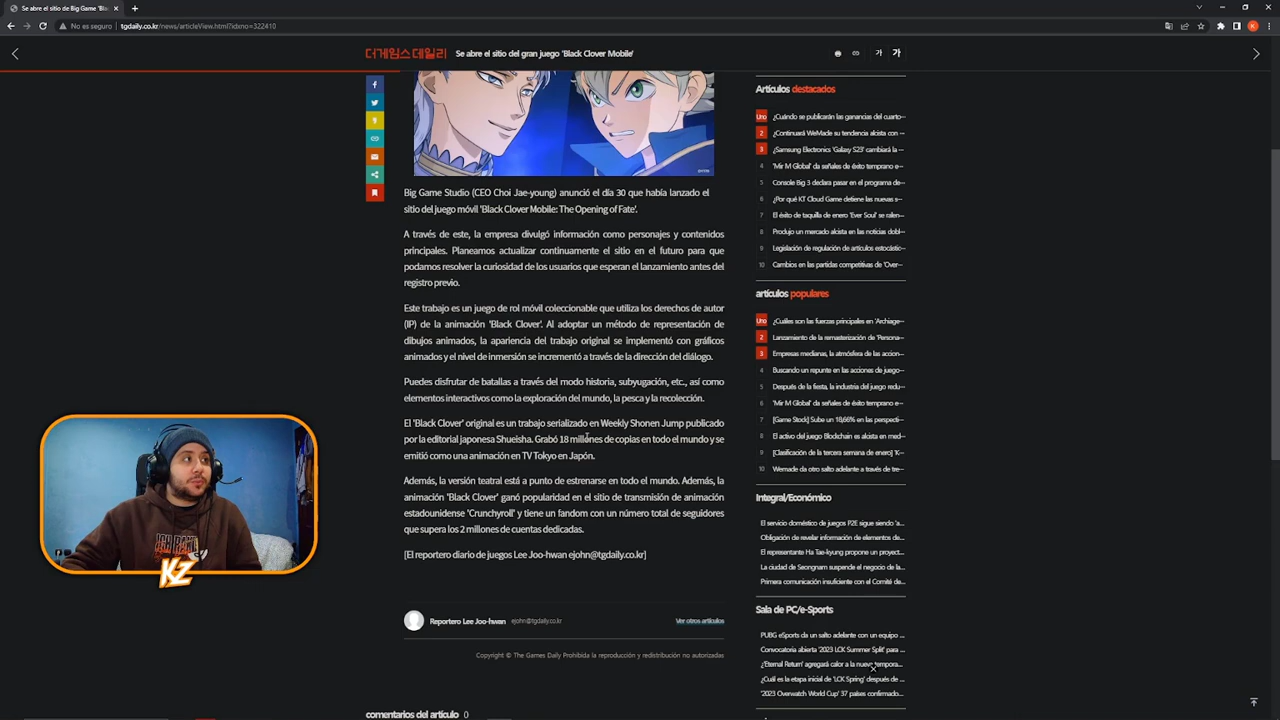 Se abre el sitio de Big Game 'Bla
No es seguro
tgdaily.co.kr/news/articleView.html?idxno=322410
K
더게임스데일리
Se abre el sitio del gran juego 'Black Clover Mobile'
가
가
Big Game Studio (CEO Choi Jae-young) anunció el día 30 que había lanzado el
sitio del juego móvil 'Black Clover Mobile: The Opening of Fate'.
A través de este, la empresa divulgó información como personajes y contenidos
principales. Planeamos actualizar continuamente el sitio en el futuro para que
podamos resolver la curiosidad de los usuarios que esperan el lanzamiento antes del
registro previo.
Este trabajo es un juego de rol móvil coleccionable que utiliza los derechos de autor
(IP) de la animación 'Black Clover'. Al adoptar un método de representación de
dibujos animados, la apariencia del trabajo original se implementó con gráficos
animados y el nivel de inmersión se incrementó a través de la dirección del diálogo.
Puedes disfrutar de batallas a través del modo historia, subyugación, etc., así como
elementos interactivos como la exploración del mundo, la pesca y la recolección.
El 'Black Clover' original es un trabajo serializado en Weekly Shonen Jump publicado
por la editorial japonesa Shueisha. Grabó 18 millones de copias en todo el mundo y se
emitió como una animación en TV Tokyo en Japón.
Además, la versión teatral está a punto de estrenarse en todo el mundo. Además, la
animación 'Black Clover' ganó popularidad en el sitio de transmisión de animación
estadounidense 'Crunchyroll' y tiene un fandom con un número total de seguidores
que supera los 2 millones de cuentas dedicadas.
[El reportero diario de juegos Lee Joo-hwan ejohn@tgdaily.co.kr]
Reportero Lee Joo-hwan ejohn@tgdaily.co.kr
Ver otros artículos
Copyright © The Games Daily Prohibida la reproducción y redistribución no autorizadas
comentarios del artículo 0
Artículos destacados
Uno ¿Cuándo se publicarán las ganancias del cuarto···
2 ¿Continuará WeMade su tendencia alcista con ···
3 ¿Samsung Electronics 'Galaxy S23' cambiará la ···
4 'Mir M Global' da señales de éxito temprano e···
5 Console Big 3 declara pasar en el programa de···
6 ¿Por qué KT Cloud Game detiene las nuevas s···
7 El éxito de taquilla de enero 'Ever Soul' se ralen···
8 Produjo un mercado alcista en las noticias dobl···
9 Legislación de regulación de artículos estocástic···
10 Cambios en las partidas competitivas de 'Over···
artículos populares
Uno ¿Cuáles son las fuerzas principales en 'Archiage···
2 Lanzamiento de la remasterización de 'Persona···
3 Empresas medianas, la atmósfera de las accion···
4 Buscando un repunte en las acciones de juego···
5 Después de la fiesta, la industria del juego redu···
6 'Mir M Global' da señales de éxito temprano e···
7 [Game Stock] Sube un 18,66% en las perspecti···
8 El activo del juego Blockchain es alcista en men···
9 [Clasificación de la tercera semana de enero] 'K···
10 Wemade da otro salto adelante a través de tre···
Integral/Económico
El servicio doméstico de juegos P2E sigue siendo 'a...
Obligación de revelar información de elementos de...
El representante Ha Tae-kyung propone un proyect...
La ciudad de Seongnam suspende el negocio de la...
Primera comunicación insuficiente con el Comité de...
Sala de PC/e-Sports
PUBG eSports da un salto adelante con un equipo ...
Convocatoria abierta '2023 LCK Summer Split' para ...
¿'Eternal Return' agregará calor a la nueva tempora...
¿Cuál es la etapa inicial de 'LCK Spring' después de ...
'2023 Overwatch World Cup' 37 países confirmado...
KZ